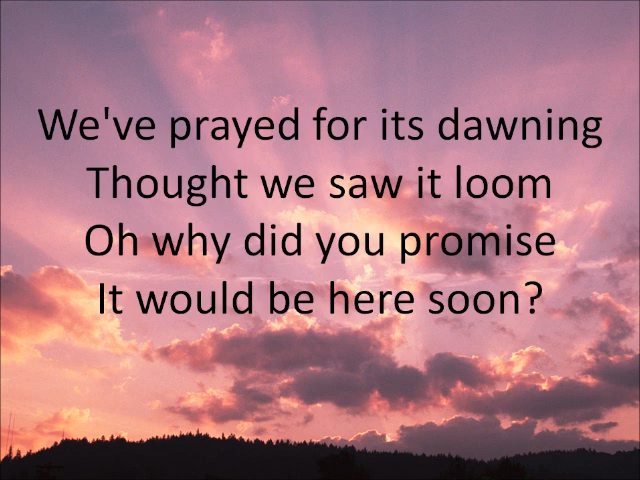 We've prayed for its dawning
Thought we saw it loom
Oh why did you promise
It would be here soon?